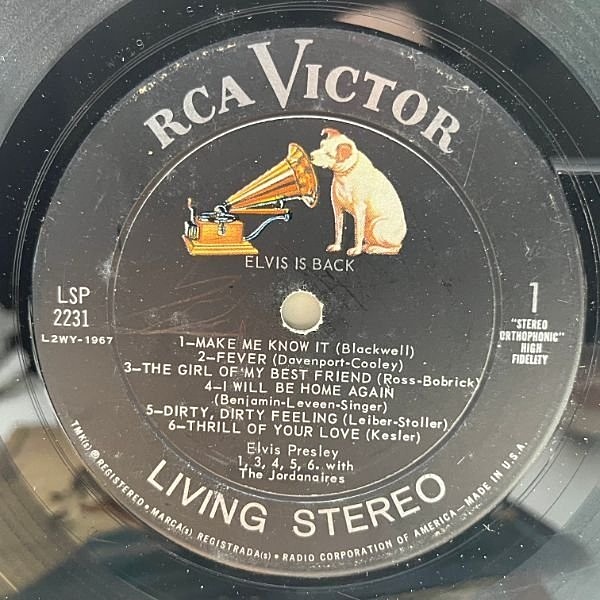 RCA VICTOR
ELVIS IS BACK
LSP
2231
L2WY-1967
1
"STEREO
ORTHOPHONIC"
HIGH
FIDELITY
1—MAKE ME KNOW IT (Blackwell)
2—FEVER (Davenport-Cooley)
3—THE GIRL OF MY BEST FRIEND (Ross-Bobrick)
4—I WILL BE HOME AGAIN
(Benjamin-Leveen-Singer)
5—DIRTY, DIRTY FEELING (Leiber-Stoller)
6—THRILL OF YOUR LOVE (Kesler)
Elvis Presley
1, 3, 4, 5, 6. with
The Jordanaires
LIVING STEREO
TMK(s) ® REGISTERED • MARCA(s) REGISTRADA(s) • RADIO CORPORATION OF AMERICA—MADE IN U.S.A.